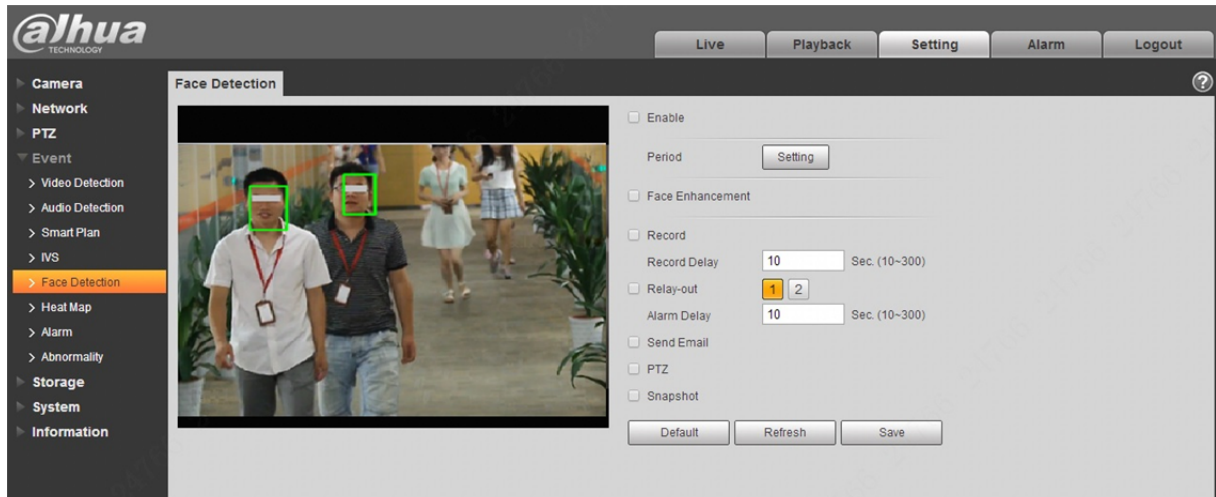 alhua
TECHNOLOGY
Live
Playback
Setting
Alarm
Logout
Camera
Network
PTZ
Event
> Video Detection
> Audio Detection
> Smart Plan
> IVS
> Face Detection
> Heat Map
> Alarm
> Abnormality
Storage
System
Information
Face Detection
?
Enable
Period Setting
Face Enhancement
Record
Record Delay 10 Sec. (10~300)
Relay-out 1 2
Alarm Delay 10 Sec. (10~300)
Send Email
PTZ
Snapshot
Default Refresh Save